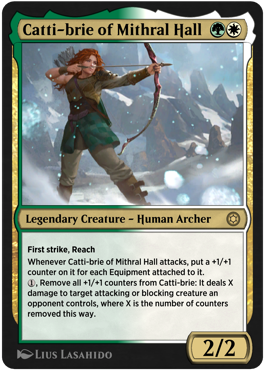 Catti-brie of Mithral Hall
Legendary Creature – Human Archer
First strike, Reach
Whenever Catti-brie of Mithral Hall attacks, put a +1/+1
counter on it for each Equipment attached to it.
①, Remove all +1/+1 counters from Catti-brie: It deals X
damage to target attacking or blocking creature an
opponent controls, where X is the number of counters
removed this way.
2/2
Lius Lasahido